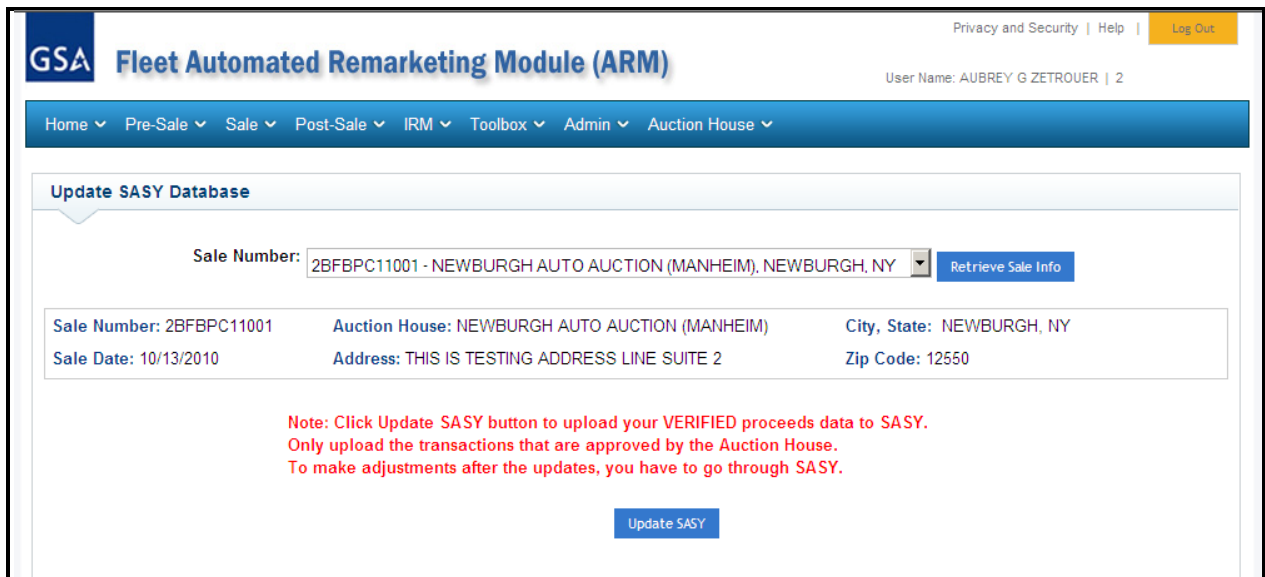 Privacy and Security | Help | Log Out
GSA Fleet Automated Remarketing Module (ARM)
User Name: AUBREY G ZETROUER | 2
Home Pre-Sale Sale Post-Sale IRM Toolbox Admin Auction House
Update SASY Database
Sale Number: 2BFBPC11001 - NEWBURGH AUTO AUCTION (MANHEIM), NEWBURGH, NY Retrieve Sale Info
Sale Number: 2BFBPC11001 Auction House: NEWBURGH AUTO AUCTION (MANHEIM) City, State: NEWBURGH, NY
Sale Date: 10/13/2010 Address: THIS IS TESTING ADDRESS LINE SUITE 2 Zip Code: 12550
Note: Click Update SASY button to upload your VERIFIED proceeds data to SASY.
Only upload the transactions that are approved by the Auction House.
To make adjustments after the updates, you have to go through SASY.
Update SASY